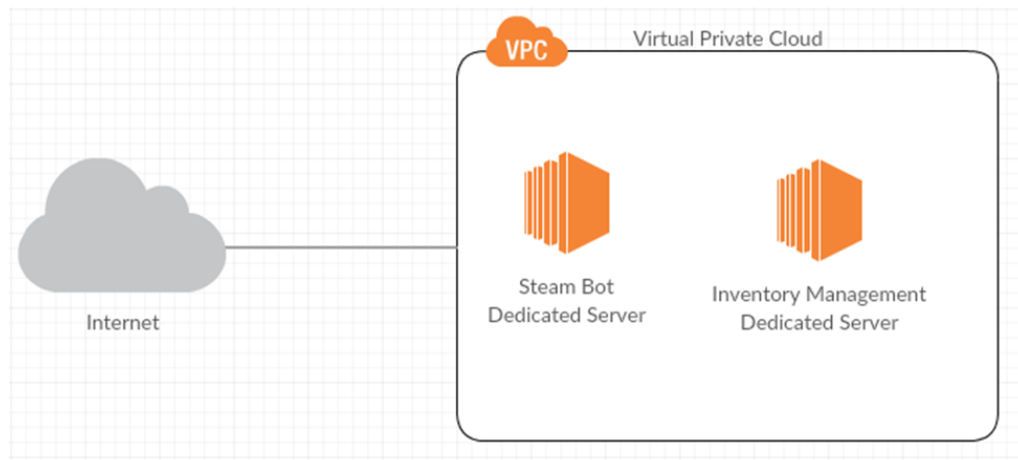 VPC
Virtual Private Cloud
Steam Bot
Dedicated Server
Inventory Management
Dedicated Server
Internet